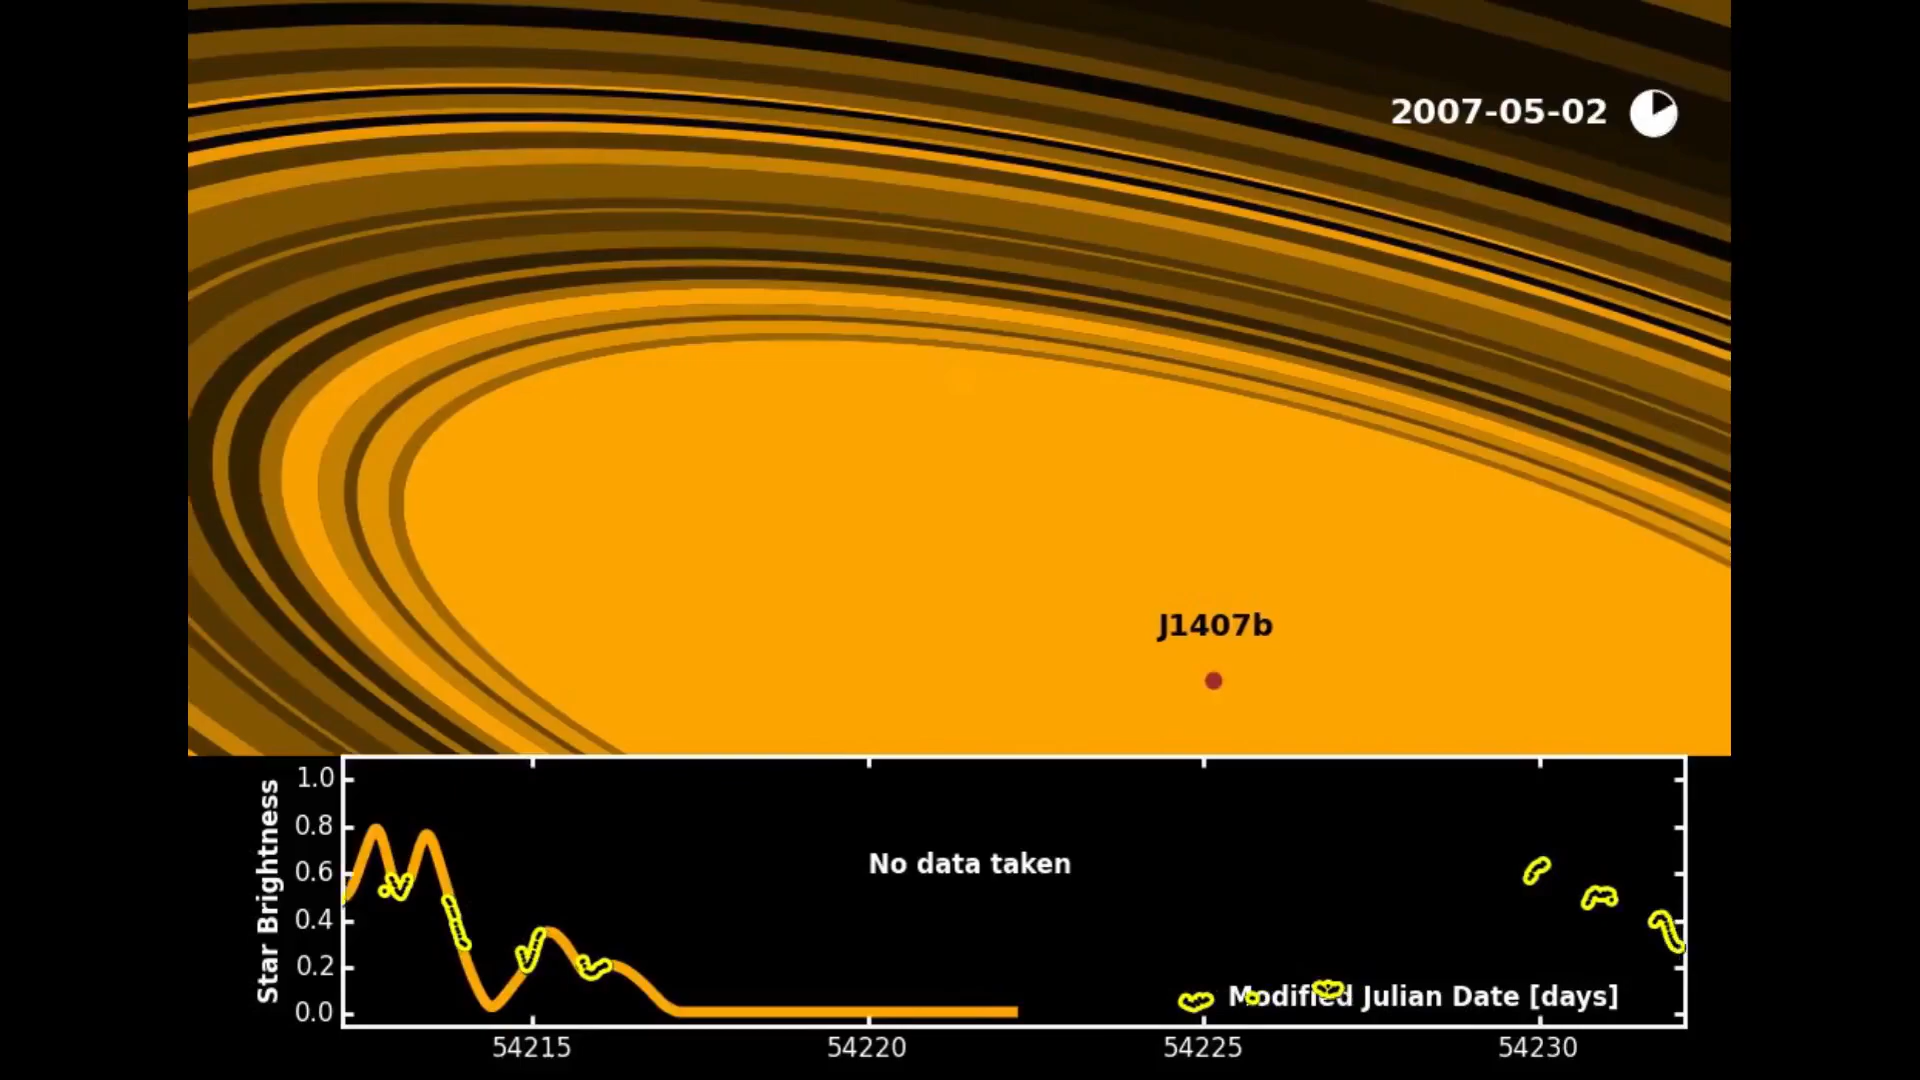 2007-05-02
J1407b
Star Brightness
1.0
0.8
0.6
0.4
0.2
0.0
No data taken
Modified Julian Date [days]
54215
54220
54225
54230